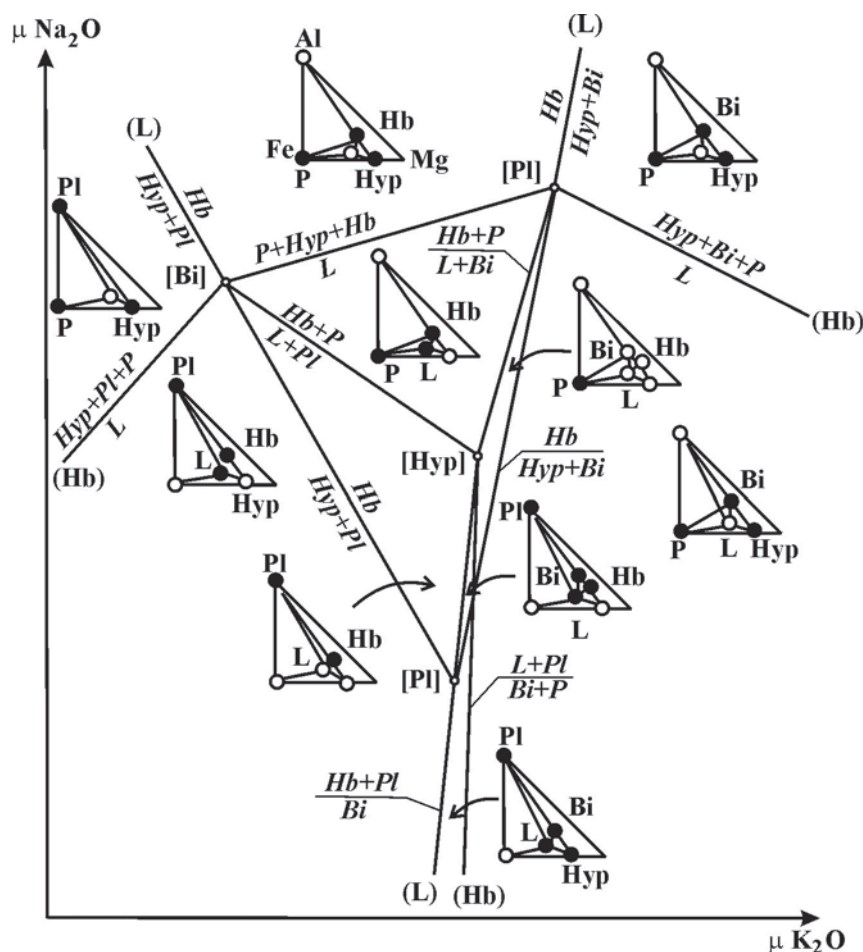 μ Na₂O
(L)
Al
Hb
Fe
P
Hyp
Mg
(L)
Hb
Hyp+Bi
Bi
P
Hyp
(L)
Hb
Hyp+Pl
Pl
P
Hyp
[Bi]
P+Hyp+Hb
L
[Pl]
Hb+P
L+Bi
Hyp+Bi+P
L
(Hb)
Hb+P
L+Pl
Hb
P
L
Bi
Hb
P
L
Hyp+Pl+P
L
(Hb)
Pl
Hb
L
Hyp
Hb
Hyp+Pl
[Hyp]
Hb
Hyp+Bi
Bi
P
L
Hyp
Pl
Bi
Hb
L
Pl
L
Hb
[Pl]
L+Pl
Bi+P
Hb+Pl
Bi
Pl
L
Bi
Hyp
(L)
(Hb)
μ K₂O